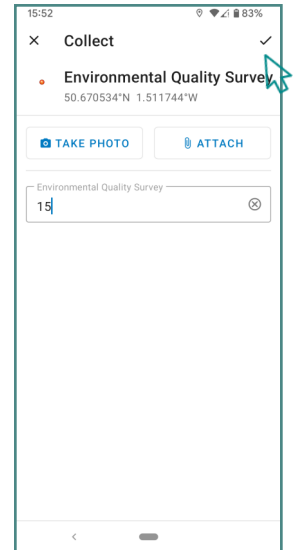 15:52 83%
Collect
Environmental Quality Survey
50.670534°N 1.511744°W
TAKE PHOTO ATTACH
Environmental Quality Survey
15